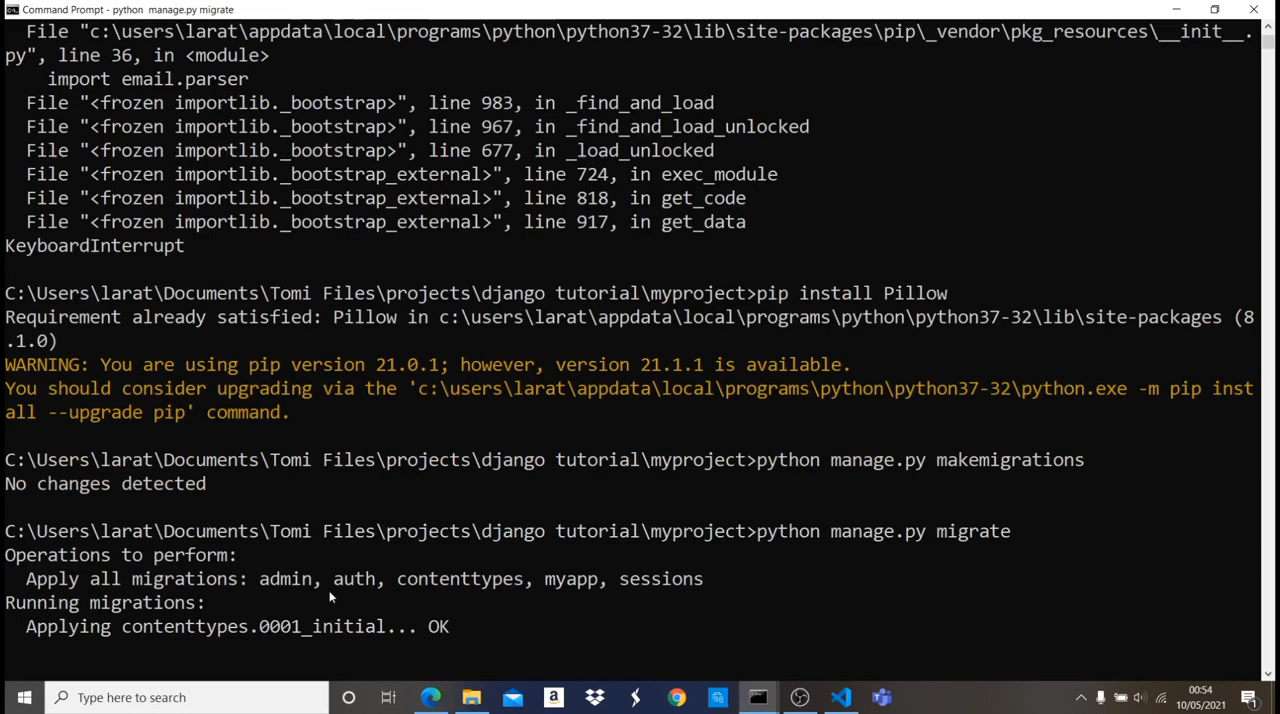 Command Prompt - python  manage.py migrate
File "c:\users\larat\appdata\local\programs\python\python37-32\lib\site-packages\pip\_vendor\pkg_resources\__init__.
py", line 36, in <module>
import email.parser
File "<frozen importlib._bootstrap>", line 983, in _find_and_load
File "<frozen importlib._bootstrap>", line 967, in _find_and_load_unlocked
File "<frozen importlib._bootstrap>", line 677, in _load_unlocked
File "<frozen importlib._bootstrap_external>", line 724, in exec_module
File "<frozen importlib._bootstrap_external>", line 818, in get_code
File "<frozen importlib._bootstrap_external>", line 917, in get_data
KeyboardInterrupt
C:\Users\larat\Documents\Tomi Files\projects\django tutorial\myproject>pip install Pillow
Requirement already satisfied: Pillow in c:\users\larat\appdata\local\programs\python\python37-32\lib\site-packages (8
.1.0)
WARNING: You are using pip version 21.0.1; however, version 21.1.1 is available.
You should consider upgrading via the 'c:\users\larat\appdata\local\programs\python\python37-32\python.exe -m pip inst
all --upgrade pip' command.
C:\Users\larat\Documents\Tomi Files\projects\django tutorial\myproject>python manage.py makemigrations
No changes detected
C:\Users\larat\Documents\Tomi Files\projects\django tutorial\myproject>python manage.py migrate
Operations to perform:
Apply all migrations: admin, auth, contenttypes, myapp, sessions
Running migrations:
Applying contenttypes.0001_initial... OK
Type here to search
00:54
10/05/2021